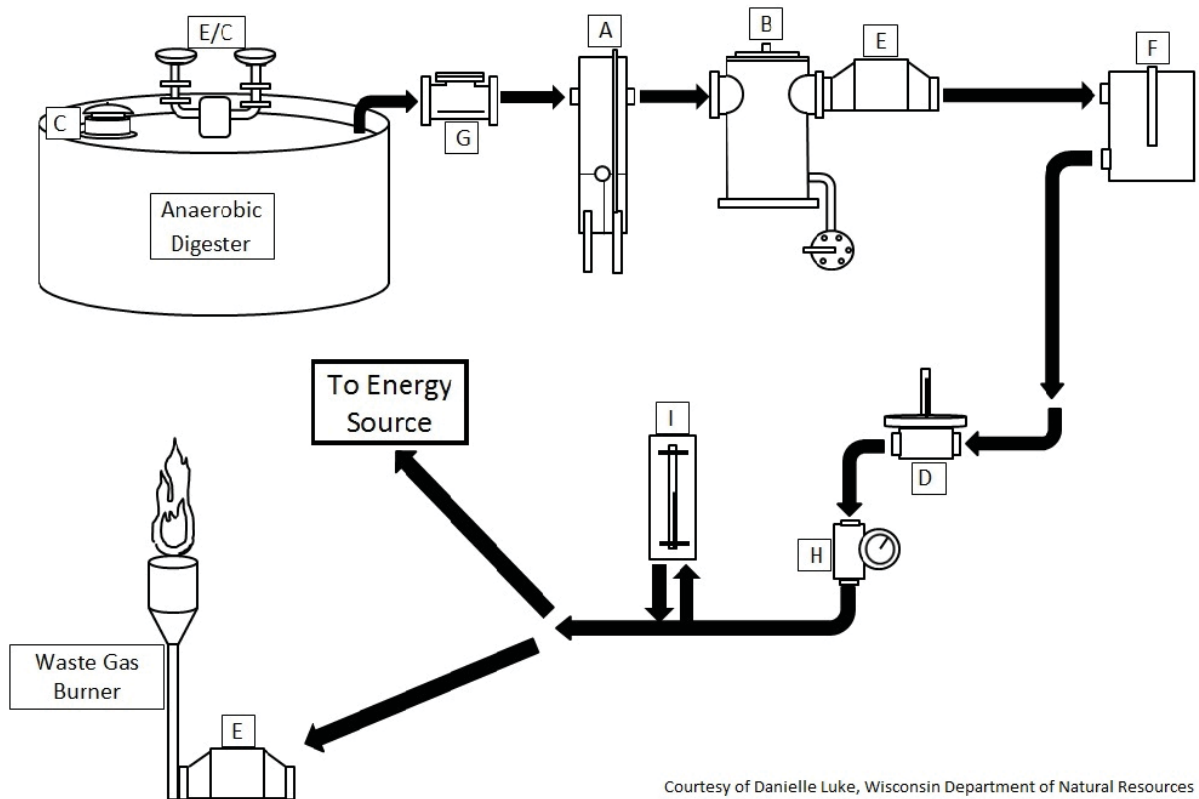 E/C
A
B
E
F
C
G
Anaerobic
Digester
To Energy
Source
I
D
H
Waste Gas
Burner
E
Courtesy of Danielle Luke, Wisconsin Department of Natural Resources